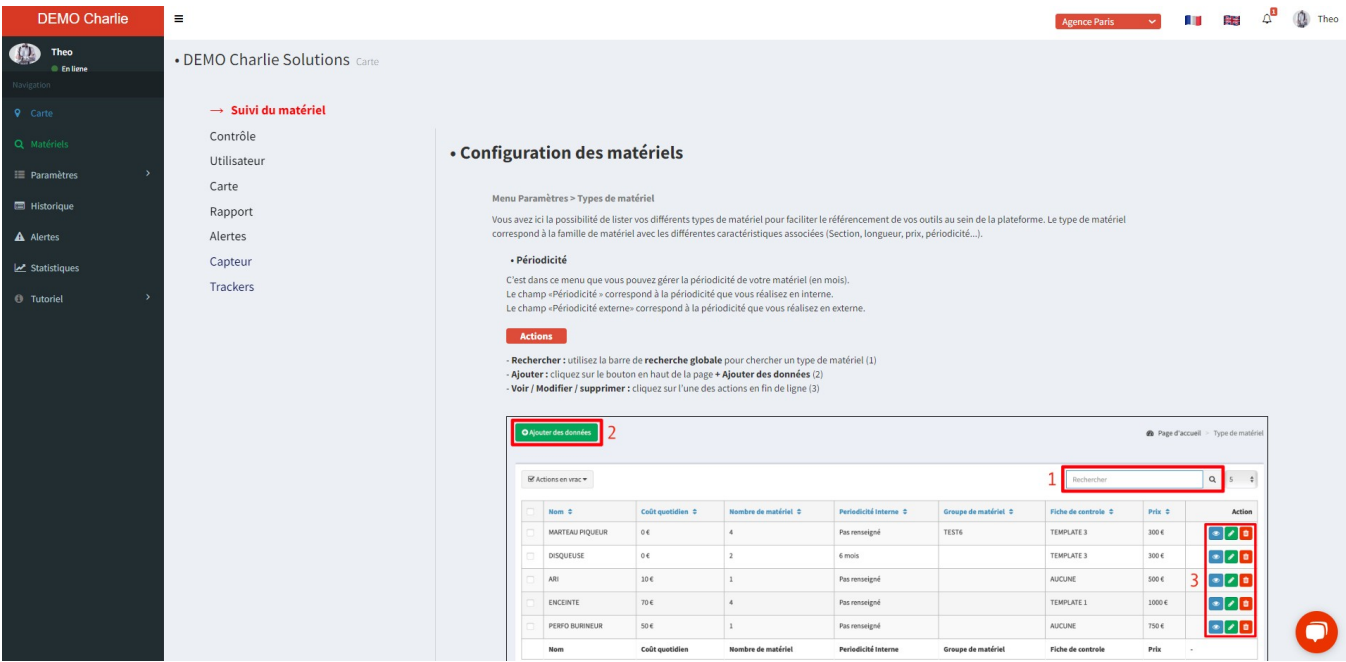 DEMO Charlie
Agence Paris
3
Theo
Theo
En ligne
Navigation
Carte
Matériels
Paramètres
Historique
Alertes
Statistiques
Tutoriel
• DEMO Charlie Solutions Carte
→ Suivi du matériel
Contrôle
Utilisateur
Carte
Rapport
Alertes
Capteur
Trackers
• Configuration des matériels
Menu Paramètres > Types de matériel
Vous avez ici la possibilité de lister vos différents types de matériel pour faciliter le référencement de vos outils au sein de la plateforme. Le type de matériel
correspond à la famille de matériel avec les différentes caractéristiques associées (Section, longueur, prix, périodicité...).
• Périodicité
C'est dans ce menu que vous pouvez gérer la périodicité de votre matériel (en mois).
Le champ «Périodicité » correspond à la périodicité que vous réalisez en interne.
Le champ «Périodicité externe» correspond à la périodicité que vous réalisez en externe.
Actions
- Rechercher : utilisez la barre de recherche globale pour chercher un type de matériel (1)
- Ajouter : cliquez sur le bouton en haut de la page + Ajouter des données (2)
- Voir / Modifier / supprimer : cliquez sur l'une des actions en fin de ligne (3)
Ajouter des données 2
Page d'accueil > Type de matériel
Actions en vrac
1 Rechercher 5
Nom Coût quotidien Nombre de matériel Periodicité Interne Groupe de matériel Fiche de controle Prix Action
MARTEAU PIQUEUR 0 € 4 Pas renseigné TEST6 TEMPLATE 3 300 €
DISQUEUSE 0 € 2 6 mois TEMPLATE 3 300 €
ARI 10 € 1 Pas renseigné AUCUNE 500 € 3
ENCEINTE 70 € 4 Pas renseigné TEMPLATE 1 1000 €
PERFO BURINEUR 50 € 1 Pas renseigné AUCUNE 750 €
Nom Coût quotidien Nombre de matériel Periodicité Interne Groupe de matériel Fiche de controle Prix -